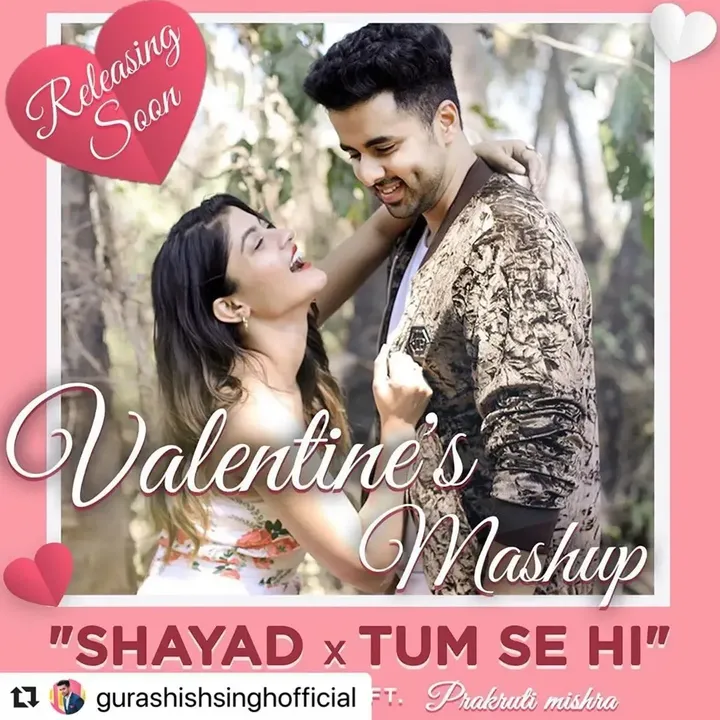 Releasing
Soon
Valentine's
Mashup
"SHAYAD x TUM SE HI"
gurashishsinghofficial
FT. Prakruti mishra